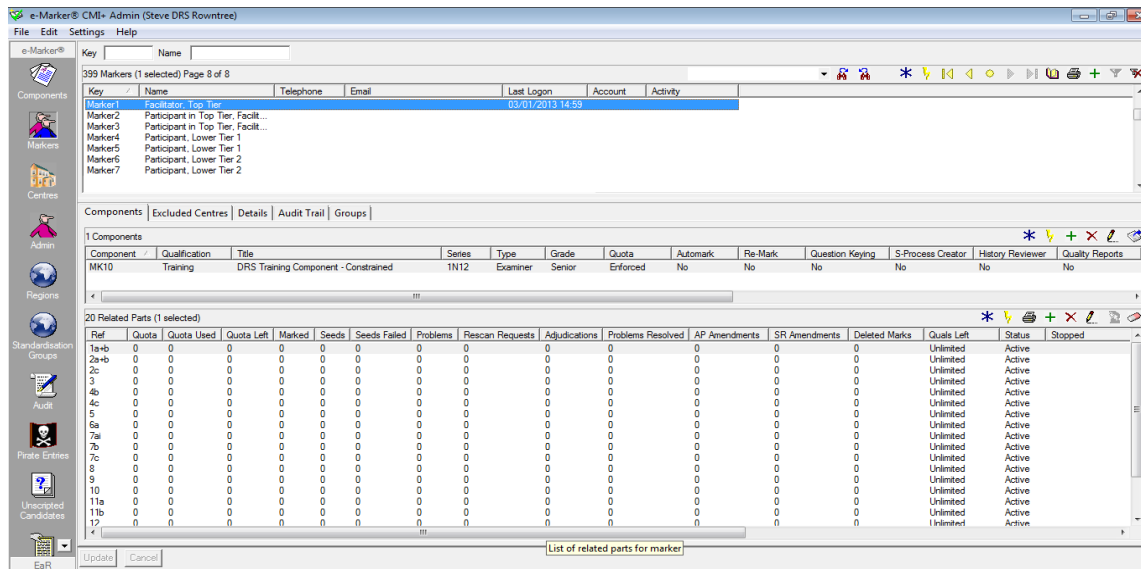 e-Marker® CMI+ Admin (Steve DRS Rowntree)
File Edit Settings Help
e-Marker®
Components
Markers
Centres
Admin
Regions
Standardisation
Groups
Audit
Pirate Entries
Unscripted
Candidates
EaR
Key Name
399 Markers (1 selected) Page 8 of 8
Key Name Telephone Email Last Logon Account Activity
Marker1 Facilitator, Top Tier 03/01/2013 14:59
Marker2 Participant in Top Tier, Facilit...
Marker3 Participant in Top Tier, Facilit...
Marker4 Participant, Lower Tier 1
Marker5 Participant, Lower Tier 1
Marker6 Participant, Lower Tier 2
Marker7 Participant, Lower Tier 2
Components Excluded Centres Details Audit Trail Groups
1 Components
Component Qualification Title Series Type Grade Quota Automark Re-Mark Question Keying S-Process Creator History Reviewer Quality Reports
MK10 Training DRS Training Component - Constrained 1N12 Examiner Senior Enforced No No No No No No
20 Related Parts (1 selected)
Ref Quota Quota Used Quota Left Marked Seeds Seeds Failed Problems Rescan Requests Adjudications Problems Resolved AP Amendments SR Amendments Deleted Marks Quals Left Status Stopped
1a+b 0 0 0 0 0 0 0 0 0 0 0 0 0 Unlimited Active
2a+b 0 0 0 0 0 0 0 0 0 0 0 0 0 Unlimited Active
2c 0 0 0 0 0 0 0 0 0 0 0 0 0 Unlimited Active
3 0 0 0 0 0 0 0 0 0 0 0 0 0 Unlimited Active
4b 0 0 0 0 0 0 0 0 0 0 0 0 0 Unlimited Active
4c 0 0 0 0 0 0 0 0 0 0 0 0 0 Unlimited Active
5 0 0 0 0 0 0 0 0 0 0 0 0 0 Unlimited Active
6a 0 0 0 0 0 0 0 0 0 0 0 0 0 Unlimited Active
7ai 0 0 0 0 0 0 0 0 0 0 0 0 0 Unlimited Active
7b 0 0 0 0 0 0 0 0 0 0 0 0 0 Unlimited Active
7c 0 0 0 0 0 0 0 0 0 0 0 0 0 Unlimited Active
8 0 0 0 0 0 0 0 0 0 0 0 0 0 Unlimited Active
9 0 0 0 0 0 0 0 0 0 0 0 0 0 Unlimited Active
10 0 0 0 0 0 0 0 0 0 0 0 0 0 Unlimited Active
11a 0 0 0 0 0 0 0 0 0 0 0 0 0 Unlimited Active
11b 0 0 0 0 0 0 0 0 0 0 0 0 0 Unlimited Active
12 0 0 0 0 0 0 0 0 0 0 0 0 0 Unlimited Active
List of related parts for marker
Update Cancel